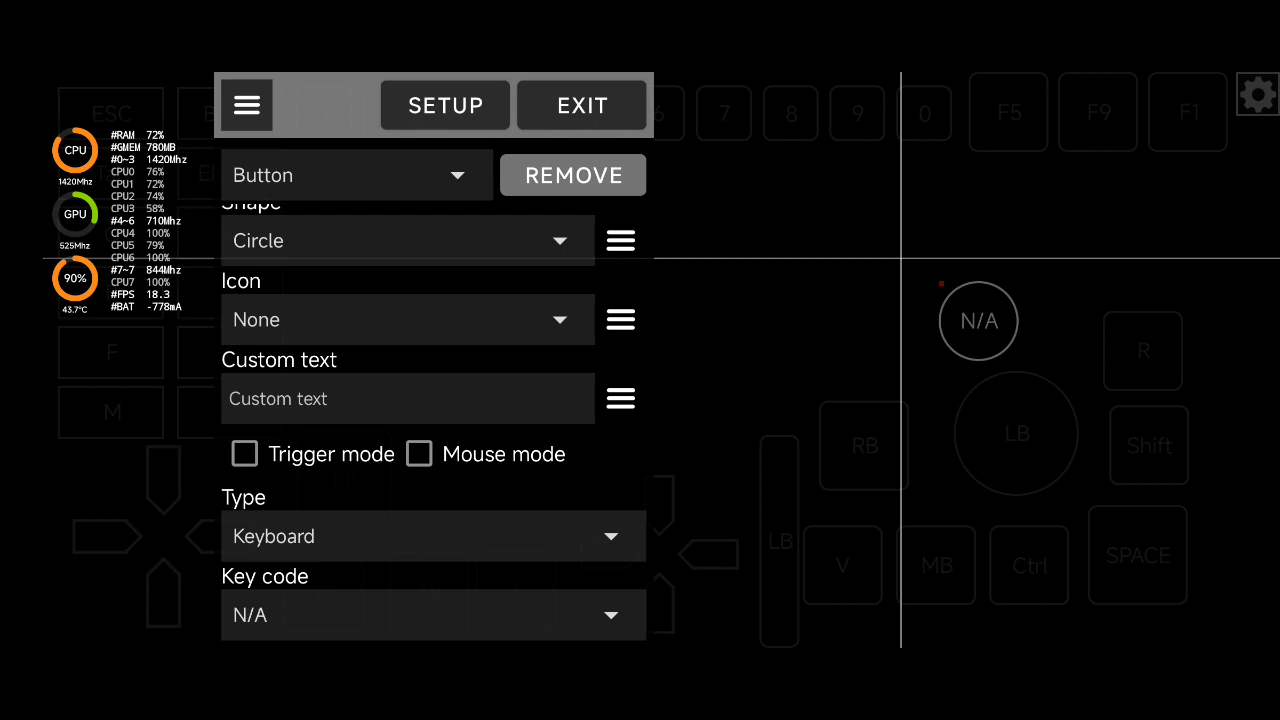 SETUP
EXIT
ESC
6
7
8
9
0
F5
F9
F1
CPU
1420Mhz
GPU
525Mhz
90%
43.7°C
#RAM 72%
#GMEM 780MB
#0~3 1420Mhz
CPU0 76%
CPU1 72%
CPU2 74%
CPU3 58%
#4~6 710Mhz
CPU4 100%
CPU5 79%
CPU6 100%
#7~7 844Mhz
CPU7 100%
#FPS 18.3
#BAT -778mA
Button
REMOVE
Shape
Circle
Icon
None
Custom text
Custom text
Trigger mode
Mouse mode
Type
Keyboard
Key code
N/A
F
M
N/A
R
RB
LB
Shift
LB
V
MB
Ctrl
SPACE